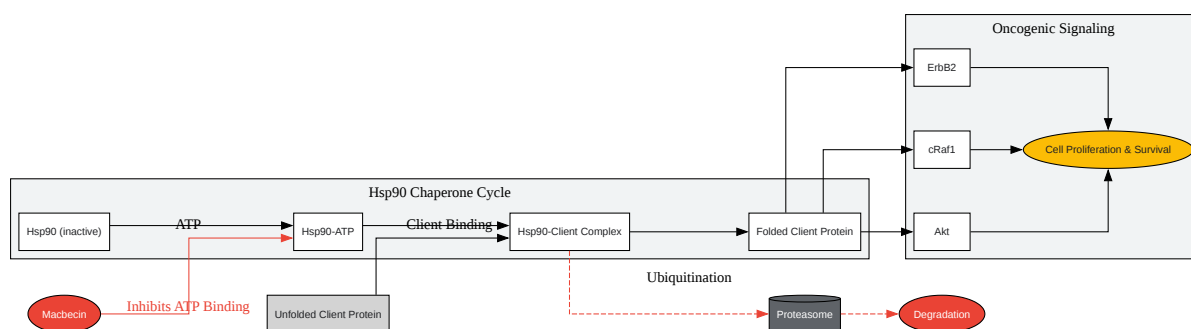 Oncogenic Signaling
ErbB2
cRaf1
Cell Proliferation & Survival
Hsp90 Chaperone Cycle
Hsp90 (inactive)
ATP
Hsp90-ATP
Client Binding
Hsp90-Client Complex
Folded Client Protein
Akt
Ubiquitination
Macbecin
Inhibits ATP Binding
Unfolded Client Protein
Proteasome
Degradation